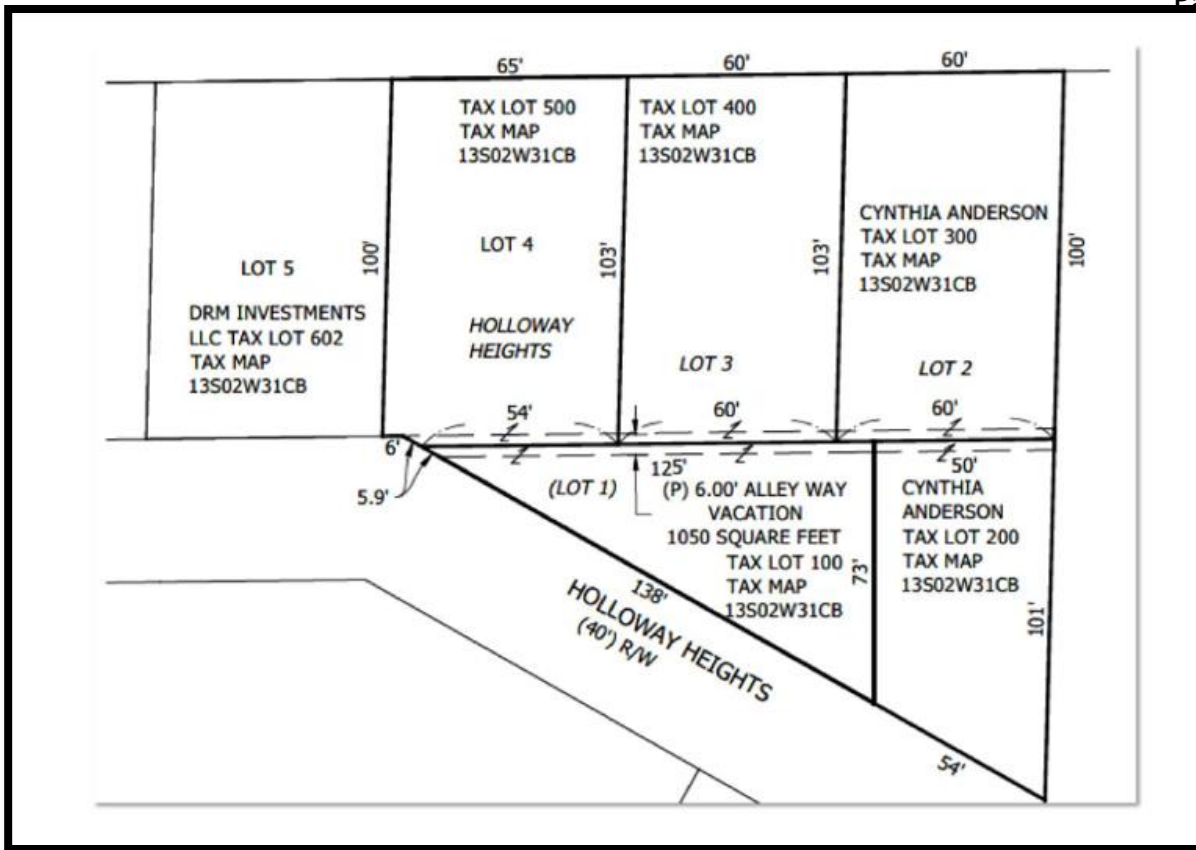 65'
60'
60'
TAX LOT 500
TAX MAP
13S02W31CB
TAX LOT 400
TAX MAP
13S02W31CB
CYNTHIA ANDERSON
TAX LOT 300
TAX MAP
13S02W31CB
100'
LOT 4
103'
103'
100'
LOT 5
DRM INVESTMENTS
LLC TAX LOT 602
TAX MAP
13S02W31CB
HOLLOWAY
HEIGHTS
LOT 3
LOT 2
54'
60'
60'
6'
5.9'
125'
50'
(LOT 1)
(P) 6.00' ALLEY WAY
VACATION
1050 SQUARE FEET
TAX LOT 100
TAX MAP
13S02W31CB
73'
CYNTHIA
ANDERSON
TAX LOT 200
TAX MAP
13S02W31CB
101'
138'
HOLLOWAY HEIGHTS
(40') R/W
54'